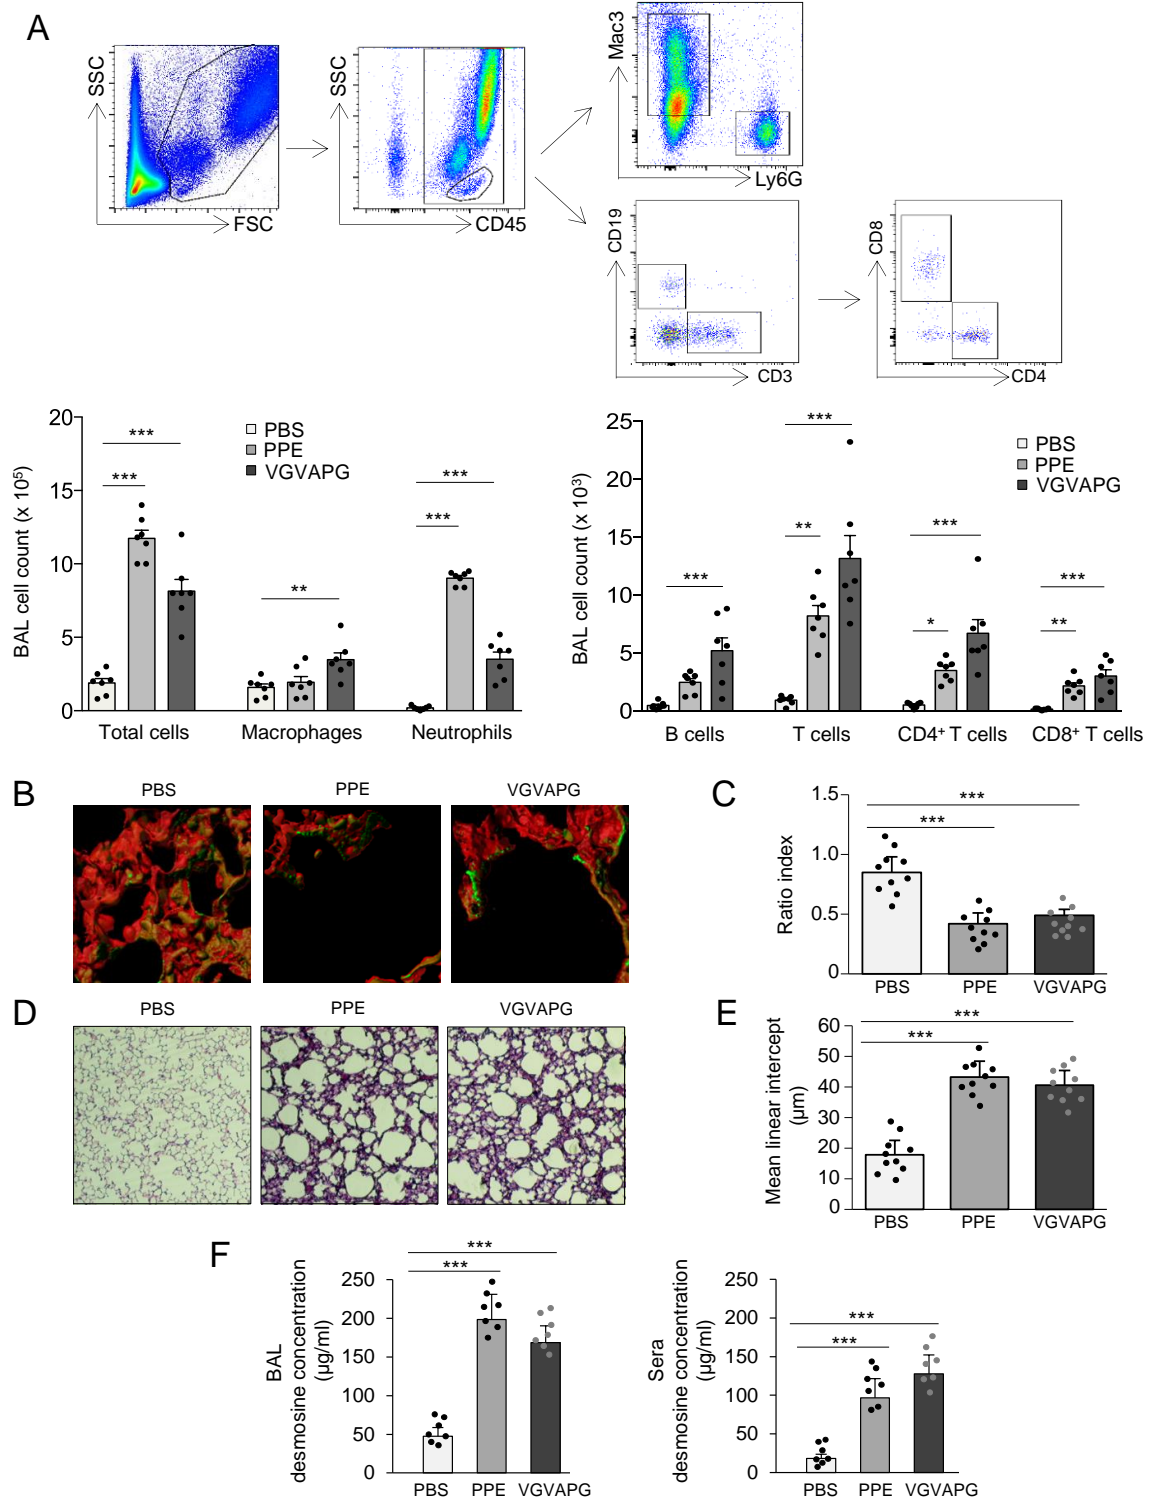 A
SSC
FSC
SSC
CD45
Mac3
Ly6G
CD19
CD3
CD8
CD4
BAL cell count (x 10⁵)
20
15
10
5
0
***
***
**
***
***
PBS
PPE
VGVAPG
Total cells
Macrophages
Neutrophils
BAL cell count (x 10³)
25
20
15
10
5
0
***
***
**
***
*
***
**
PBS
PPE
VGVAPG
B cells
T cells
CD4⁺ T cells
CD8⁺ T cells
B
PBS
PPE
VGVAPG
C
Ratio index
1.5
1.0
0.5
0
***
***
PBS
PPE
VGVAPG
D
PBS
PPE
VGVAPG
E
Mean linear intercept
(µm)
60
50
40
30
20
10
0
***
***
PBS
PPE
VGVAPG
F
BAL
desmosine concentration
(µg/ml)
250
200
150
100
50
0
***
***
PBS
PPE
VGVAPG
Sera
desmosine concentration
(µg/ml)
250
200
150
100
50
0
***
***
PBS
PPE
VGVAPG